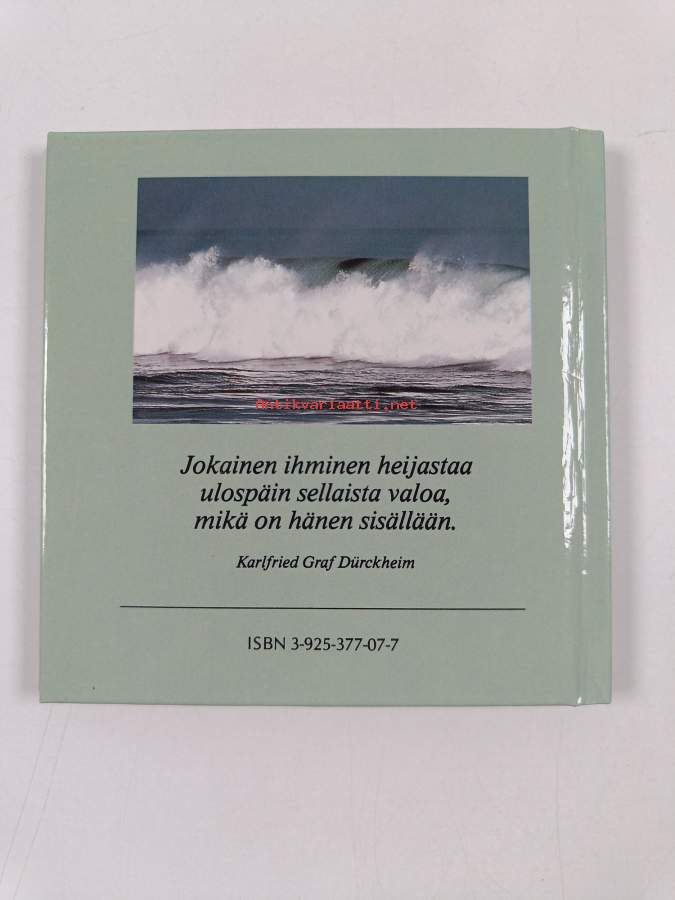 Antikvariaatti.net
Jokainen ihminen heijastaa
ulospäin sellaista valoa,
mikä on hänen sisällään.
Karlfried Graf Dürckheim
ISBN 3-925-377-07-7